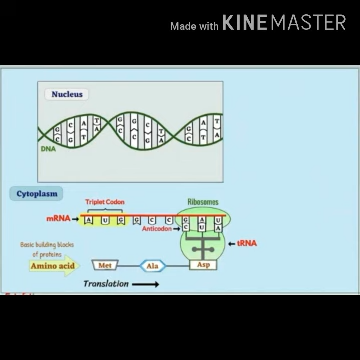 Made with KINEMASTER
Nucleus
DNA
Cytoplasm
Triplet Codon
Ribosomes
mRNA
A U G G C C G A U
Anticodon
C U A
tRNA
Basic building blocks
of proteins
Amino acid
Met
Ala
Asp
Translation